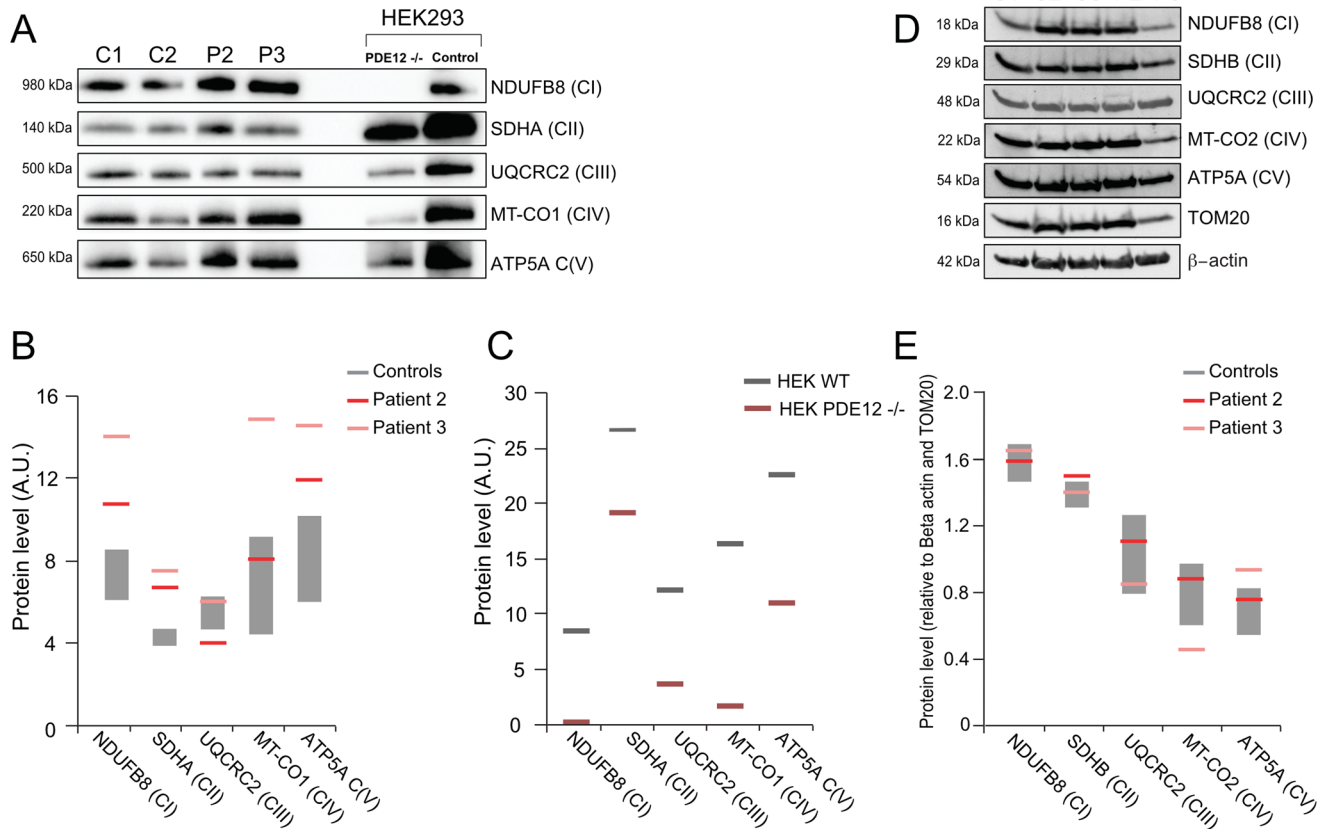 A
HEK293
C1 C2 P2 P3 PDE12 -/- Control
980 kDa NDUFB8 (CI)
140 kDa SDHA (CII)
500 kDa UQCRC2 (CIII)
220 kDa MT-CO1 (CIV)
650 kDa ATP5A C(V)
D
18 kDa NDUFB8 (CI)
29 kDa SDHB (CII)
48 kDa UQCRC2 (CIII)
22 kDa MT-CO2 (CIV)
54 kDa ATP5A (CV)
16 kDa TOM20
42 kDa β-actin
B
Controls
Patient 2
Patient 3
Protein level (A.U.)
16
12
8
4
0
NDUFB8 (CI)
SDHA (CII)
UQCRC2 (CIII)
MT-CO1 (CIV)
ATP5A C(V)
C
HEK WT
HEK PDE12 -/-
Protein level (A.U.)
30
25
20
15
10
5
0
NDUFB8 (CI)
SDHA (CII)
UQCRC2 (CIII)
MT-CO1 (CIV)
ATP5A C(V)
E
Controls
Patient 2
Patient 3
Protein level (relative to Beta actin and TOM20)
2.0
1.6
1.2
0.8
0.4
0
NDUFB8 (CI)
SDHB (CII)
UQCRC2 (CIII)
MT-CO2 (CIV)
ATP5A (CV)